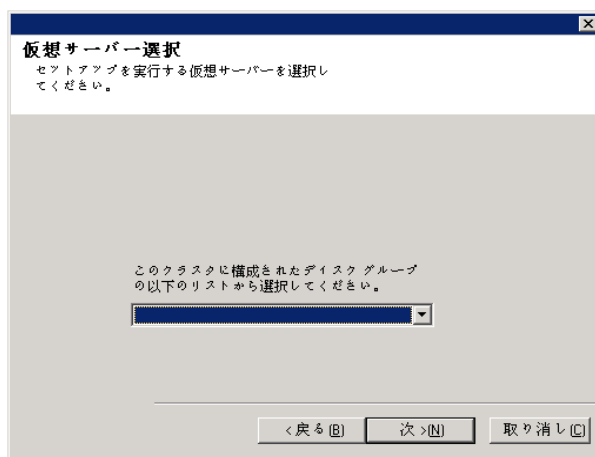 仮想サーバー選択
セットアップを実行する仮想サーバーを選択し
てください。
このクラスタに構成されたディスク グループ
の以下のリストから選択してください。
<戻る(B)
次>(N)
取り消し(C)